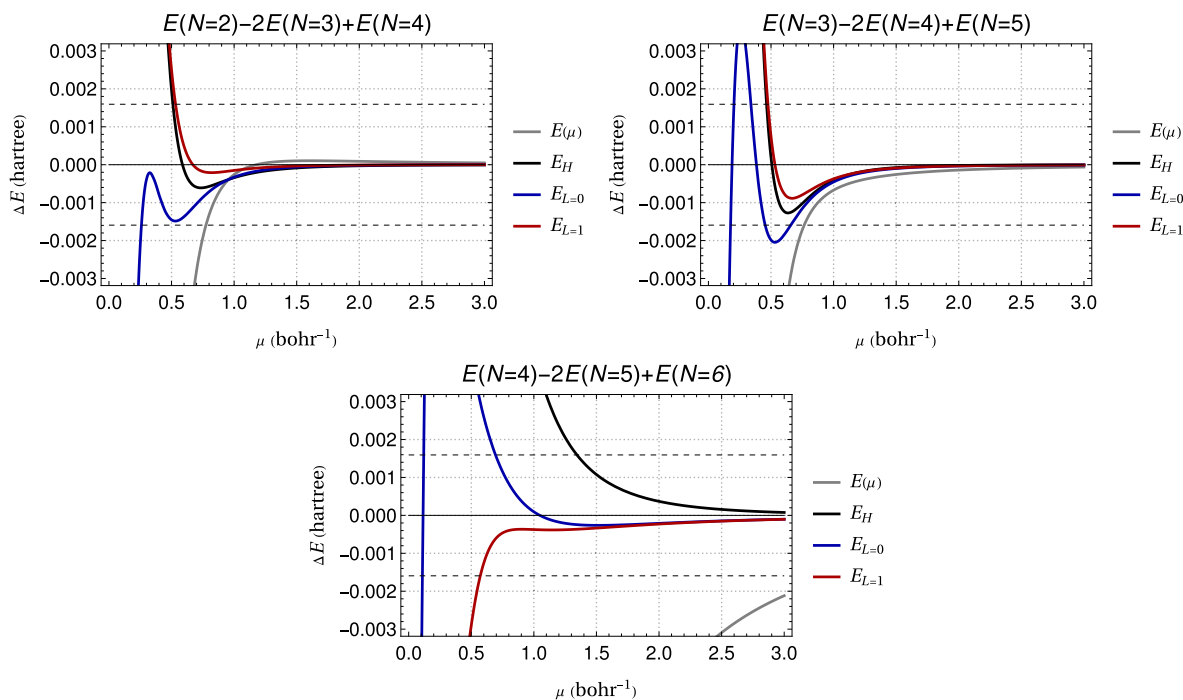 E(N=2)−2E(N=3)+E(N=4)
0.003
0.002
0.001
0.000
−0.001
−0.002
−0.003
ΔE (hartree)
0.0 0.5 1.0 1.5 2.0 2.5 3.0
μ (bohr⁻¹)
E(μ)
E_H
E_{L=0}
E_{L=1}
E(N=3)−2E(N=4)+E(N=5)
0.003
0.002
0.001
0.000
−0.001
−0.002
−0.003
ΔE (hartree)
0.0 0.5 1.0 1.5 2.0 2.5 3.0
μ (bohr⁻¹)
E(μ)
E_H
E_{L=0}
E_{L=1}
E(N=4)−2E(N=5)+E(N=6)
0.003
0.002
0.001
0.000
−0.001
−0.002
−0.003
ΔE (hartree)
0.0 0.5 1.0 1.5 2.0 2.5 3.0
μ (bohr⁻¹)
E(μ)
E_H
E_{L=0}
E_{L=1}